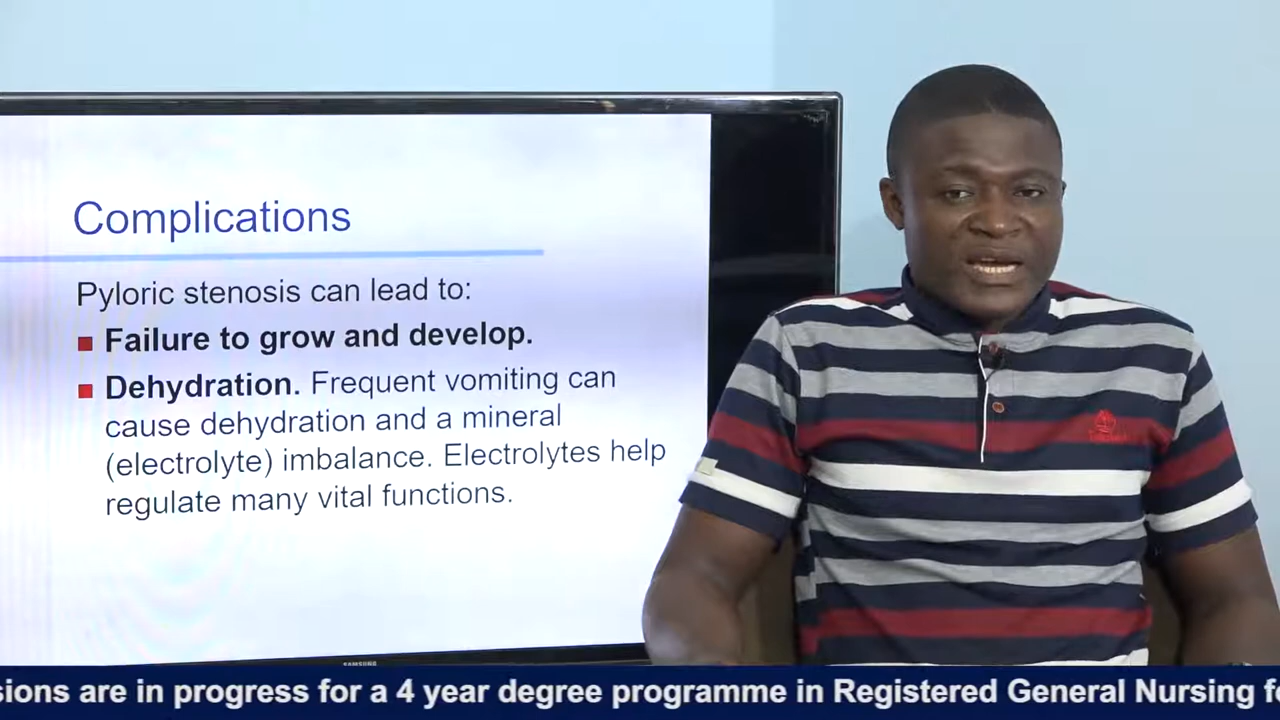 Complications
Pyloric stenosis can lead to:
Failure to grow and develop.
Dehydration. Frequent vomiting can
cause dehydration and a mineral
(electrolyte) imbalance. Electrolytes help
regulate many vital functions.
SAMSUNG
are in progress for a 4 year degree programme in Registered General Nursing